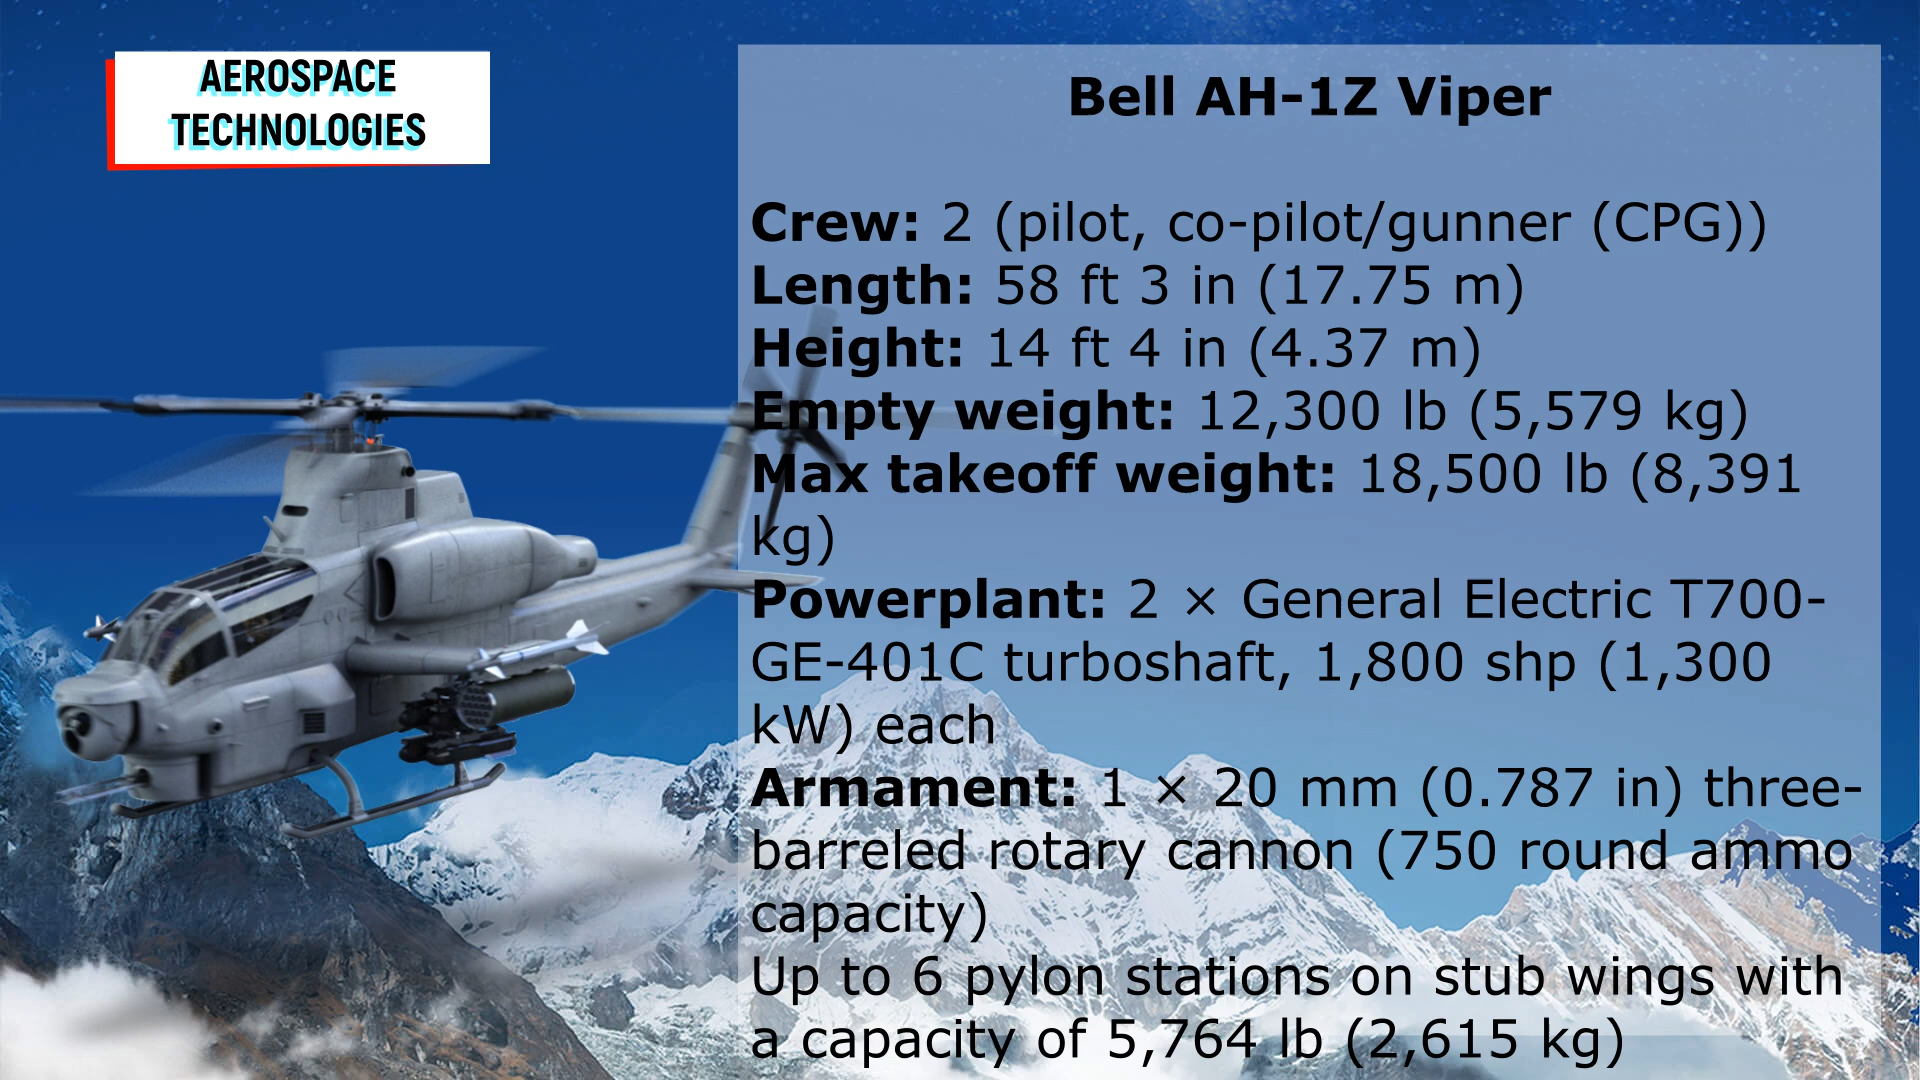 AEROSPACE
TECHNOLOGIES
Bell AH-1Z Viper
Crew: 2 (pilot, co-pilot/gunner (CPG))
Length: 58 ft 3 in (17.75 m)
Height: 14 ft 4 in (4.37 m)
Empty weight: 12,300 lb (5,579 kg)
Max takeoff weight: 18,500 lb (8,391
kg)
Powerplant: 2 × General Electric T700-
GE-401C turboshaft, 1,800 shp (1,300
kW) each
Armament: 1 × 20 mm (0.787 in) three-
barreled rotary cannon (750 round ammo
capacity)
Up to 6 pylon stations on stub wings with
a capacity of 5,764 lb (2,615 kg)